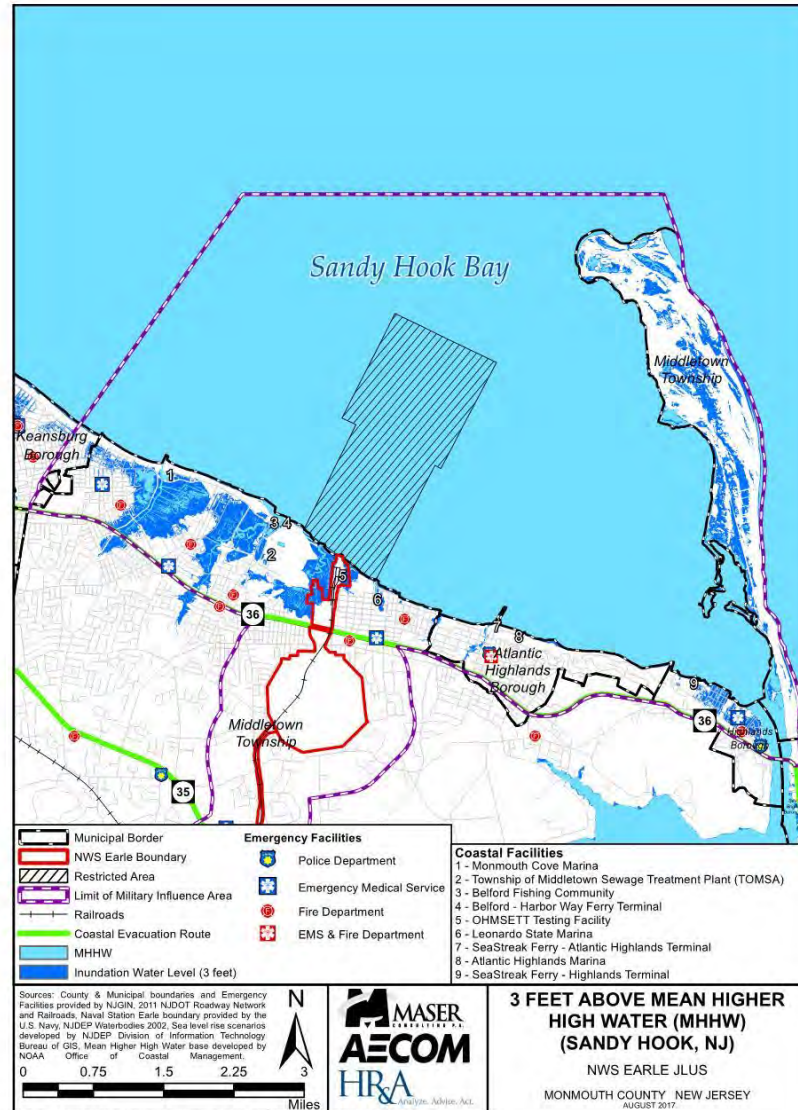 Sandy Hook Bay
Middletown
Township
Keansburg
Borough
1
3 4
2
5
6
36
7
8
Atlantic
Highlands
Borough
9
36
Highlands
Borough
Middletown
Township
35
Municipal Border
NWS Earle Boundary
Restricted Area
Limit of Military Influence Area
Railroads
Coastal Evacuation Route
MHHW
Inundation Water Level (3 feet)
Emergency Facilities
Police Department
Emergency Medical Service
Fire Department
EMS & Fire Department
Coastal Facilities
1 - Monmouth Cove Marina
2 - Township of Middletown Sewage Treatment Plant (TOMSA)
3 - Belford Fishing Community
4 - Belford - Harbor Way Ferry Terminal
5 - OHMSETT Testing Facility
6 - Leonardo State Marina
7 - SeaStreak Ferry - Atlantic Highlands Terminal
8 - Atlantic Highlands Marina
9 - SeaStreak Ferry - Highlands Terminal
Sources: County & Municipal boundaries and Emergency
Facilities provided by NJGIN, 2011 NJDOT Roadway Network
and Railroads, Naval Station Earle boundary provided by the
U.S. Navy, NJDEP Waterbodies 2002, Sea level rise scenarios
developed by NJDEP Division of Information Technology
Bureau of GIS, Mean Higher High Water base developed by
NOAA Office of Coastal Management.
N
0 0.75 1.5 2.25 3
Miles
MASER
CONSULTING P.A.
AECOM
HR&A
Analyze. Advise. Act.
3 FEET ABOVE MEAN HIGHER
HIGH WATER (MHHW)
(SANDY HOOK, NJ)
NWS EARLE JLUS
MONMOUTH COUNTY NEW JERSEY
AUGUST 2017